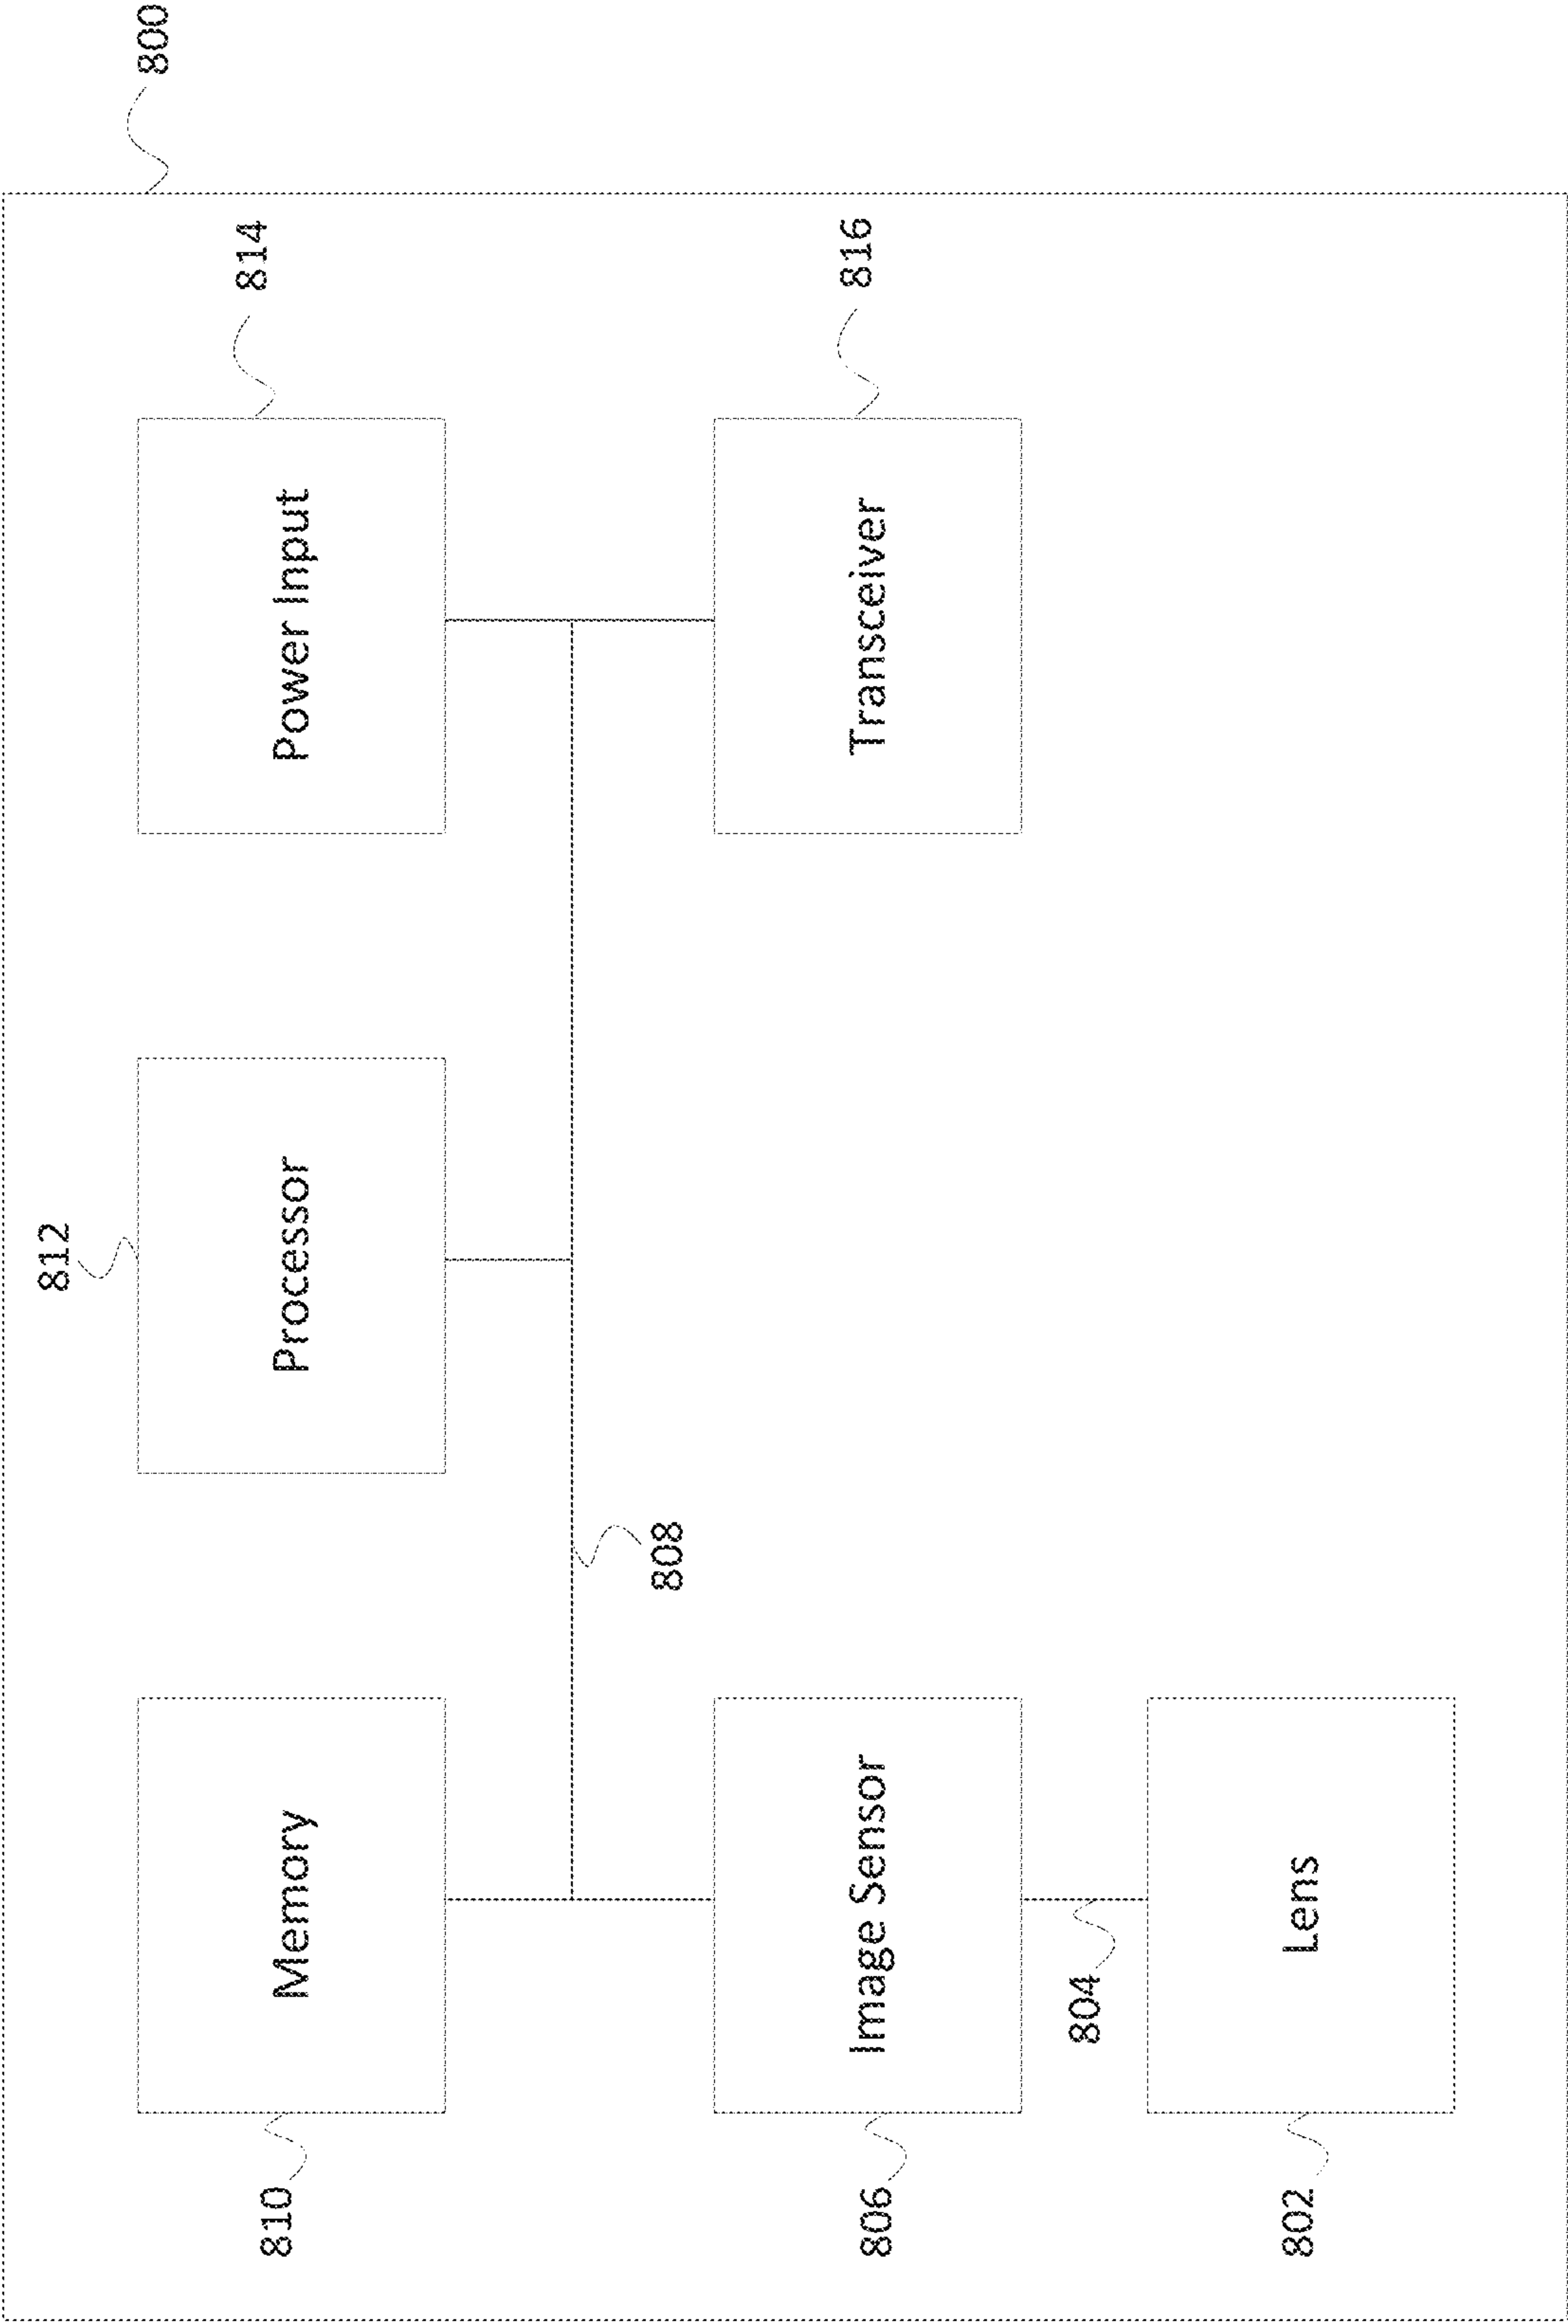 812
800
814
810
Memory
Processor
Power Input
808
816
806
Image Sensor
Transceiver
804
802
Lens